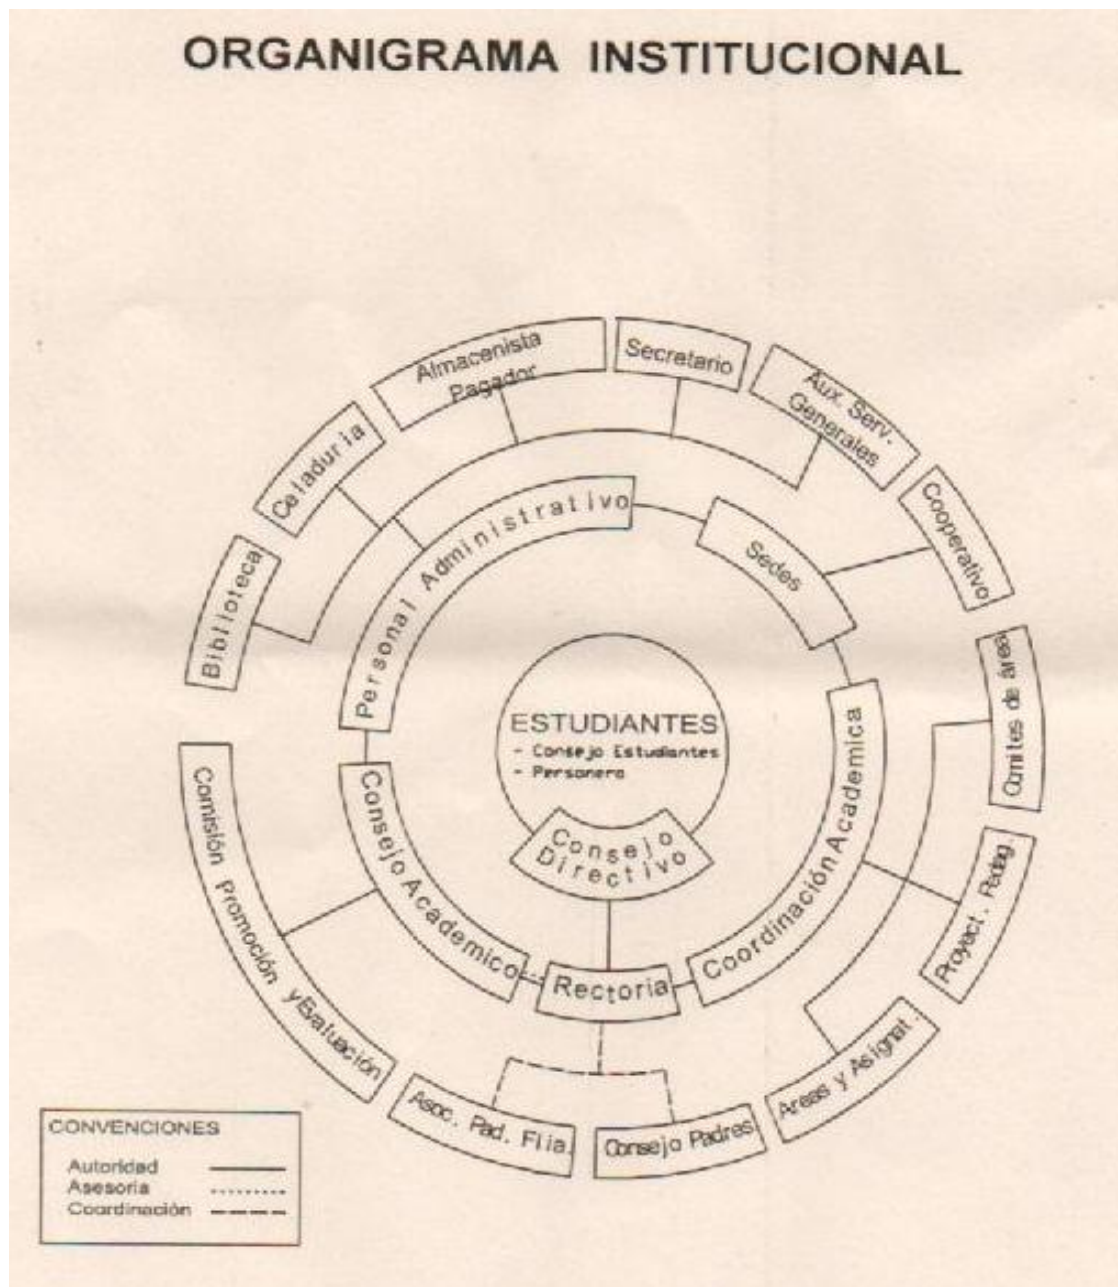 ORGANIGRAMA INSTITUCIONAL
Almacenista
Pagador
Secretario
Aux. Serv.
Generales
Celaduria
Cooperativo
Biblioteca
Personal Administrativo
Sedes
Comites de área
ESTUDIANTES
- Consejo Estudiantes
- Personero
Consejo
Directivo
Consejo Academico
Coordinación Academica
Rectoria
Proyect. Pedag.
Comisión Promoción y Evaluación
Areas y Asignat.
Asoc. Pad. Flia.
Consejo Padres
CONVENCIONES
Autoridad
Asesoria
Coordinación